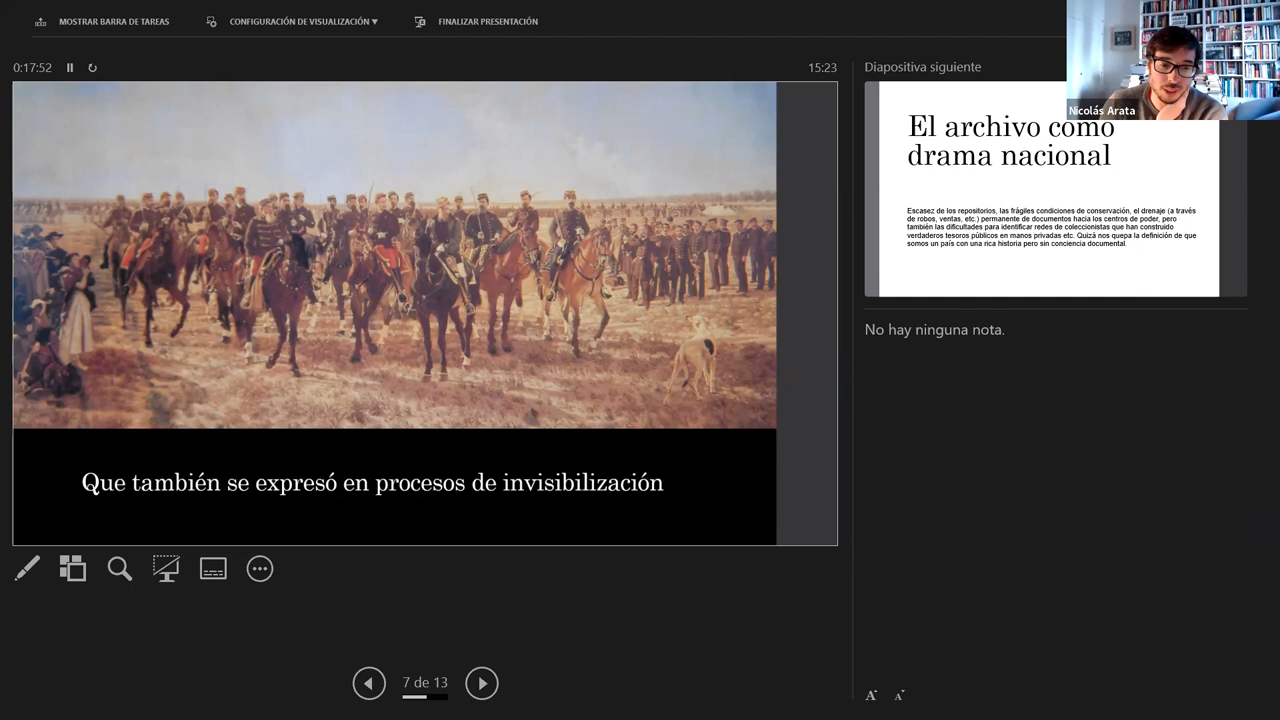 MOSTRAR BARRA DE TAREAS
CONFIGURACIÓN DE VISUALIZACIÓN ▼
FINALIZAR PRESENTACIÓN
0:17:52
15:23
Que también se expresó en procesos de invisibilización
7 de 13
Diapositiva siguiente
Nicolás Arata
El archivo como
drama nacional
Escasez de los repositorios, las frágiles condiciones de conservación, el drenaje (a través
de robos, ventas, etc.) permanente de documentos hacia los centros de poder, pero
también las dificultades para identificar redes de coleccionistas que han construido
verdaderos tesoros públicos en manos privadas etc. Quizá nos quepa la definición de que
somos un país con una rica historia pero sin conciencia documental.
No hay ninguna nota.
A A